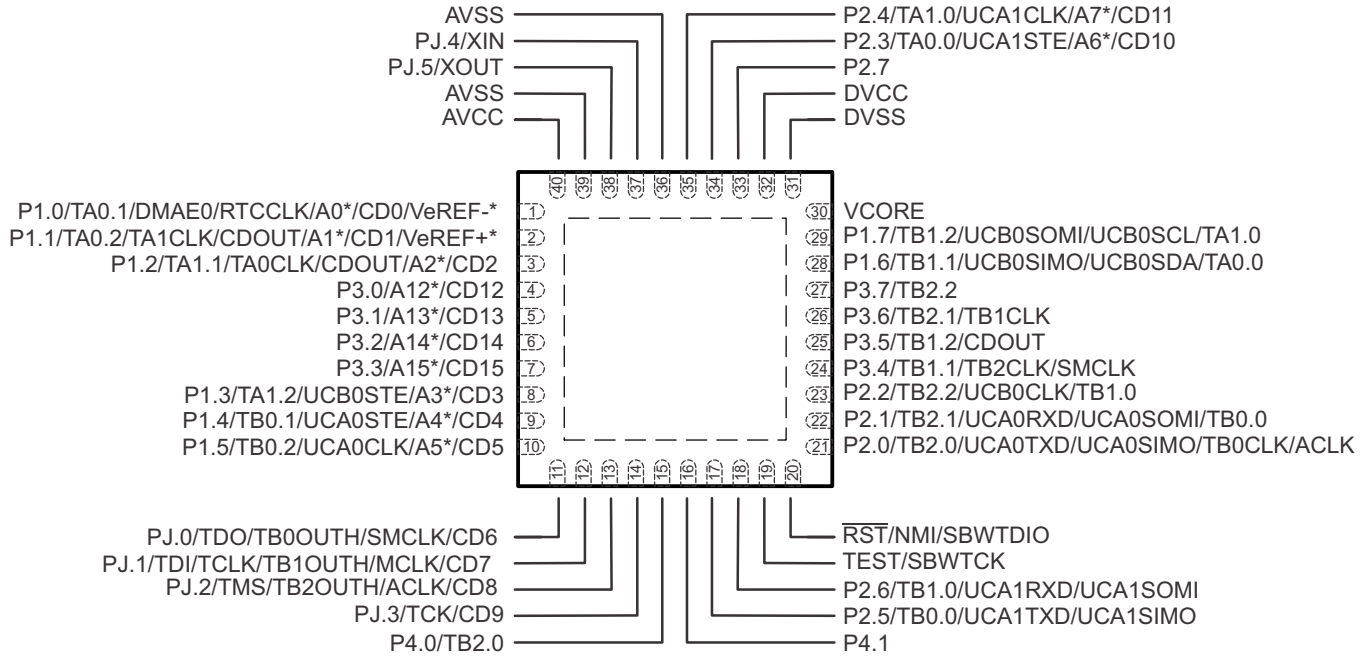 AVSS
PJ.4/XIN
PJ.5/XOUT
AVSS
AVCC
P2.4/TA1.0/UCA1CLK/A7*/CD11
P2.3/TA0.0/UCA1STE/A6*/CD10
P2.7
DVCC
DVSS
40 39 38 37 36 35 34 33 32 31
P1.0/TA0.1/DMAE0/RTCCLK/A0*/CD0/VeREF-* 1
P1.1/TA0.2/TA1CLK/CDOUT/A1*/CD1/VeREF+* 2
P1.2/TA1.1/TA0CLK/CDOUT/A2*/CD2 3
P3.0/A12*/CD12 4
P3.1/A13*/CD13 5
P3.2/A14*/CD14 6
P3.3/A15*/CD15 7
P1.3/TA1.2/UCB0STE/A3*/CD3 8
P1.4/TB0.1/UCA0STE/A4*/CD4 9
P1.5/TB0.2/UCA0CLK/A5*/CD5 10
30 VCORE
29 P1.7/TB1.2/UCB0SOMI/UCB0SCL/TA1.0
28 P1.6/TB1.1/UCB0SIMO/UCB0SDA/TA0.0
27 P3.7/TB2.2
26 P3.6/TB2.1/TB1CLK
25 P3.5/TB1.2/CDOUT
24 P3.4/TB1.1/TB2CLK/SMCLK
23 P2.2/TB2.2/UCB0CLK/TB1.0
22 P2.1/TB2.1/UCA0RXD/UCA0SOMI/TB0.0
21 P2.0/TB2.0/UCA0TXD/UCA0SIMO/TB0CLK/ACLK
11 12 13 14 15 16 17 18 19 20
PJ.0/TDO/TB0OUTH/SMCLK/CD6
PJ.1/TDI/TCLK/TB1OUTH/MCLK/CD7
PJ.2/TMS/TB2OUTH/ACLK/CD8
PJ.3/TCK/CD9
P4.0/TB2.0
RST/NMI/SBWTDIO
TEST/SBWTCK
P2.6/TB1.0/UCA1RXD/UCA1SOMI
P2.5/TB0.0/UCA1TXD/UCA1SIMO
P4.1